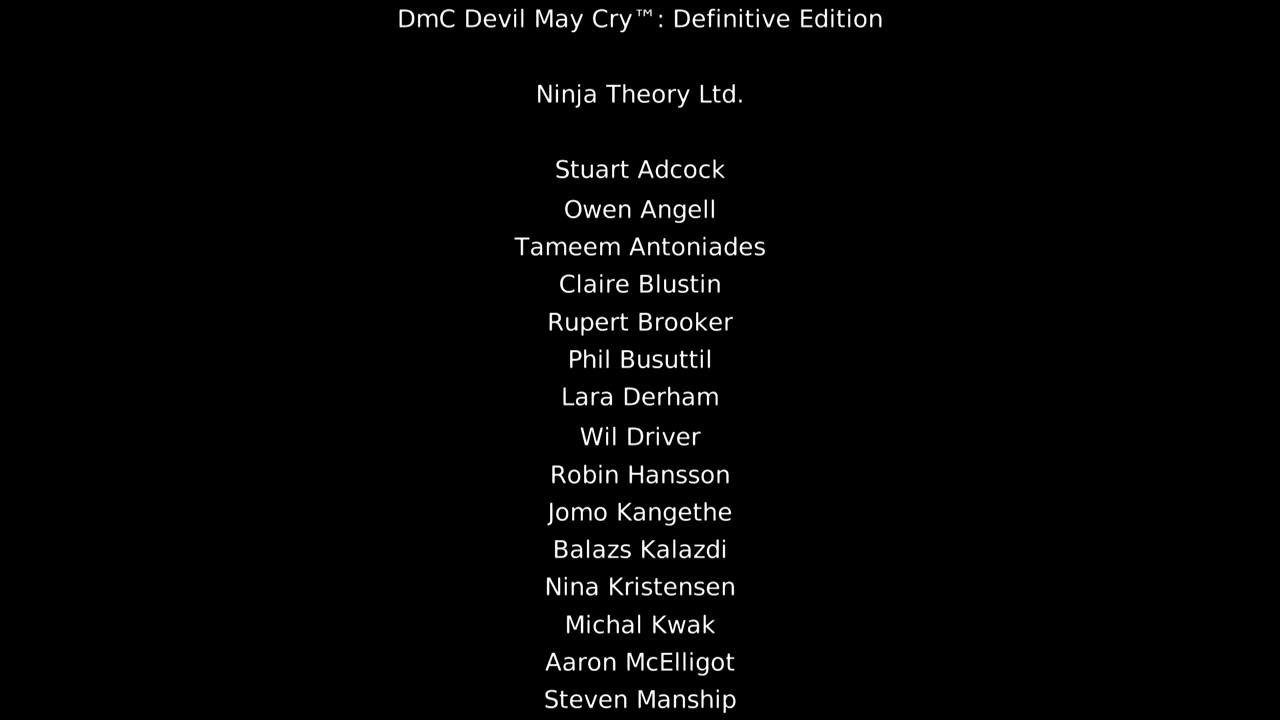 DmC Devil May Cry™: Definitive Edition
Ninja Theory Ltd.
Stuart Adcock
Owen Angell
Tameem Antoniades
Claire Blustin
Rupert Brooker
Phil Busuttil
Lara Derham
Wil Driver
Robin Hansson
Jomo Kangethe
Balazs Kalazdi
Nina Kristensen
Michal Kwak
Aaron McElligot
Steven Manship